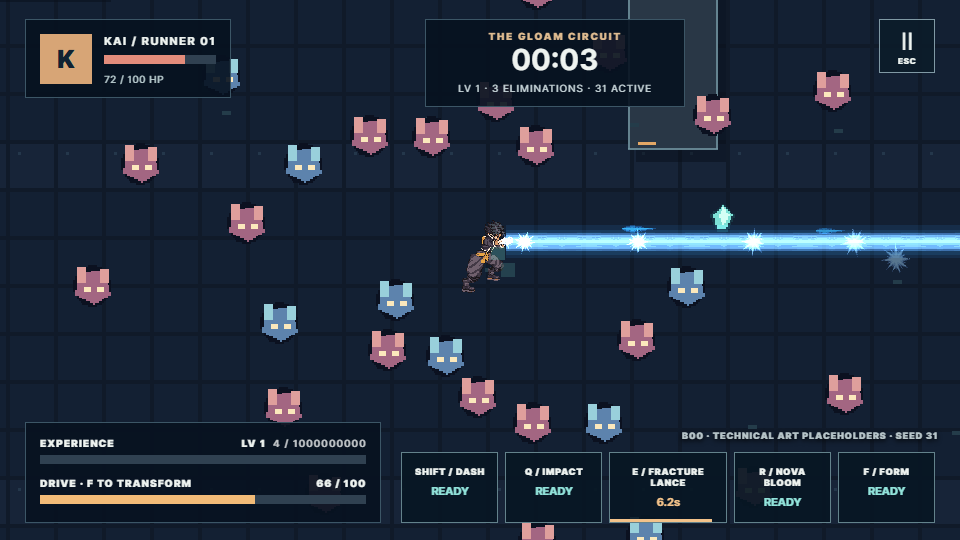 K
KAI / RUNNER 01
72 / 100 HP
THE GLOAM CIRCUIT
00:03
LV 1 · 3 ELIMINATIONS · 31 ACTIVE
ESC
EXPERIENCE LV 1 4 / 1000000000
DRIVE · F TO TRANSFORM 66 / 100
B00 · TECHNICAL ART PLACEHOLDERS · SEED 31
SHIFT / DASH
READY
Q / IMPACT
READY
E / FRACTURE
LANCE
6.2s
R / NOVA
BLOOM
READY
F / FORM
READY